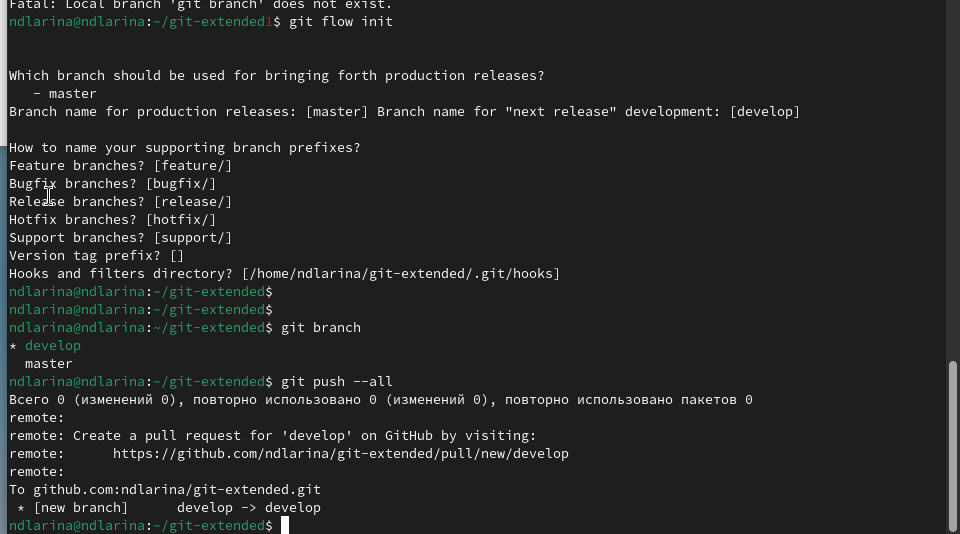 Fatal: Local branch 'git branch' does not exist.
ndlarina@ndlarina:~/git-extended1$ git flow init
Which branch should be used for bringing forth production releases?
   - master
Branch name for production releases: [master] Branch name for "next release" development: [develop]
How to name your supporting branch prefixes?
Feature branches? [feature/]
Bugfix branches? [bugfix/]
Release branches? [release/]
Hotfix branches? [hotfix/]
Support branches? [support/]
Version tag prefix? []
Hooks and filters directory? [/home/ndlarina/git-extended/.git/hooks]
ndlarina@ndlarina:~/git-extended$
ndlarina@ndlarina:~/git-extended$
ndlarina@ndlarina:~/git-extended$ git branch
* develop
  master
ndlarina@ndlarina:~/git-extended$ git push --all
Всего 0 (изменений 0), повторно использовано 0 (изменений 0), повторно использовано пакетов 0
remote:
remote: Create a pull request for 'develop' on GitHub by visiting:
remote:      https://github.com/ndlarina/git-extended/pull/new/develop
remote:
To github.com:ndlarina/git-extended.git
 * [new branch]      develop -> develop
ndlarina@ndlarina:~/git-extended$